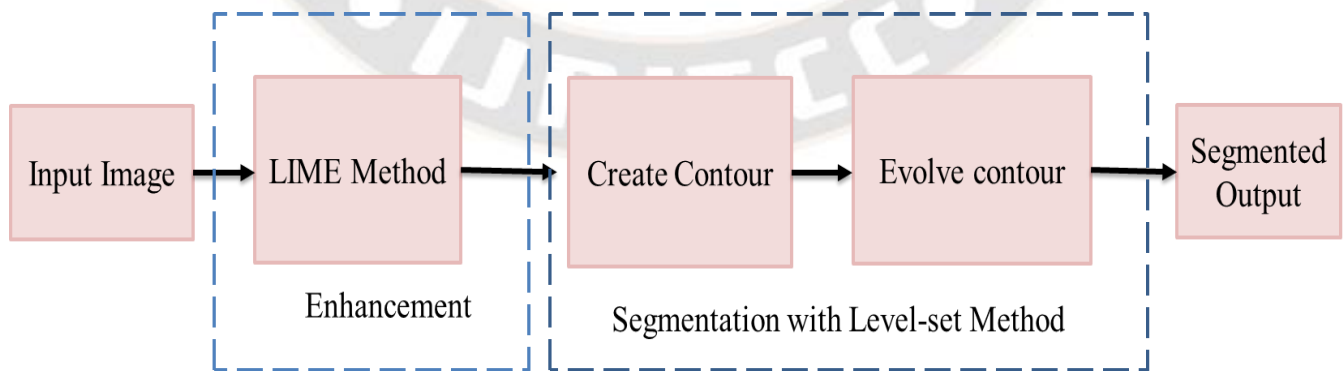 Input Image
LIME Method
Enhancement
Create Contour
Evolve contour
Segmentation with Level-set Method
Segmented
Output